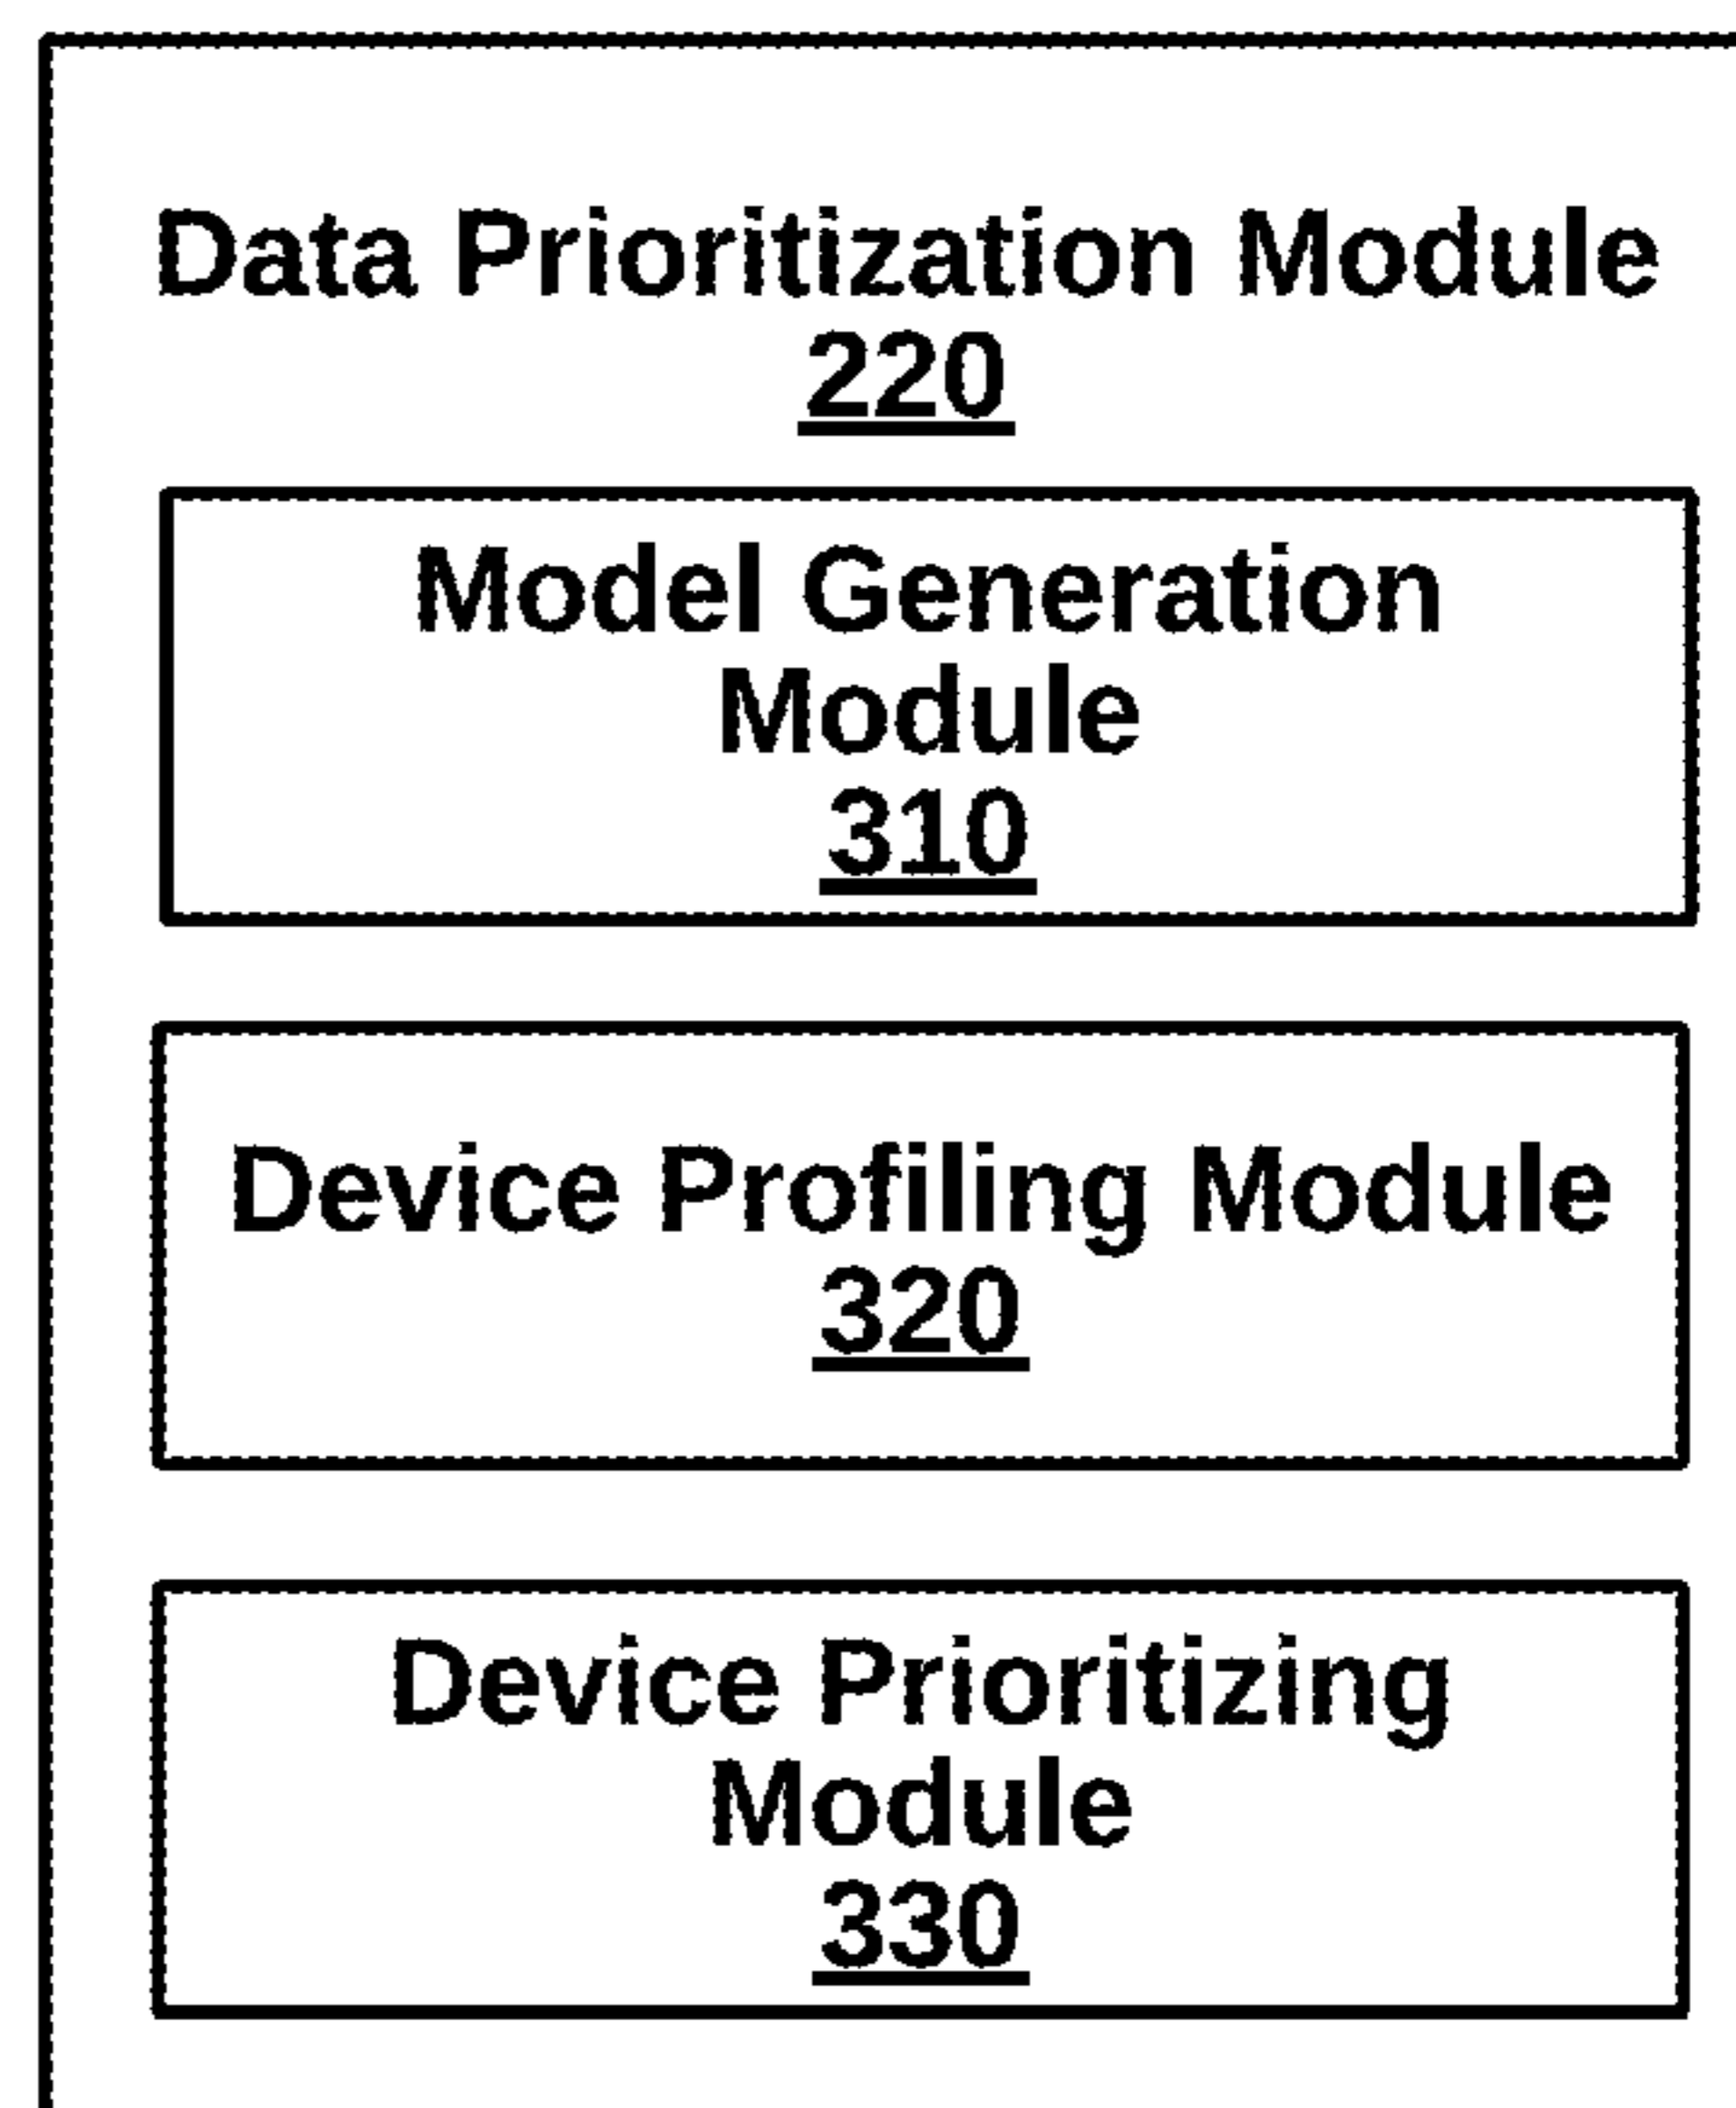 Data Prioritization Module
220
Model Generation
Module
310
Device Profiling Module
320
Device Prioritizing
Module
330